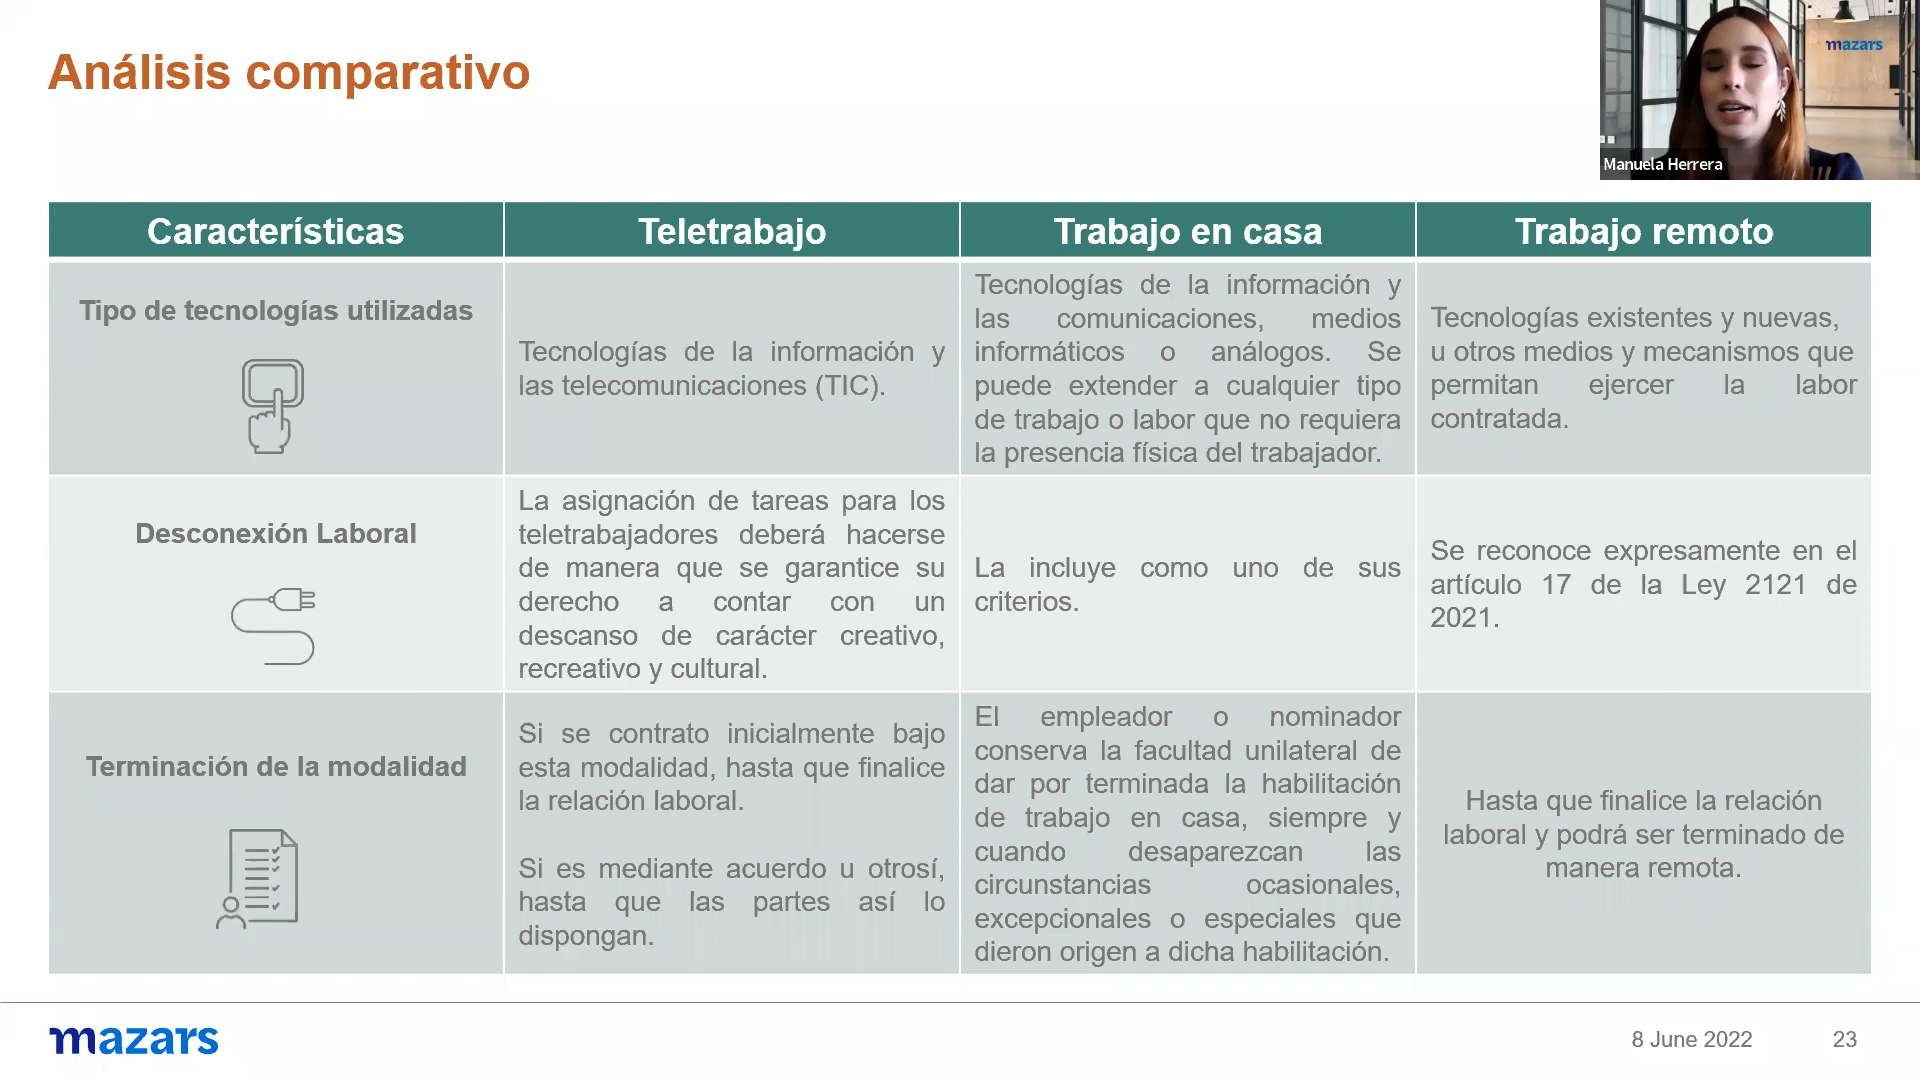 Análisis comparativo
mazars
Manuela Herrera
Características
Teletrabajo
Trabajo en casa
Trabajo remoto
Tipo de tecnologías utilizadas
Tecnologías de la información y
las telecomunicaciones (TIC).
Tecnologías de la información y
las comunicaciones, medios
informáticos o análogos. Se
puede extender a cualquier tipo
de trabajo o labor que no requiera
la presencia física del trabajador.
Tecnologías existentes y nuevas,
u otros medios y mecanismos que
permitan ejercer la labor
contratada.
Desconexión Laboral
La asignación de tareas para los
teletrabajadores deberá hacerse
de manera que se garantice su
derecho a contar con un
descanso de carácter creativo,
recreativo y cultural.
La incluye como uno de sus
criterios.
Se reconoce expresamente en el
artículo 17 de la Ley 2121 de
2021.
Terminación de la modalidad
Si se contrato inicialmente bajo
esta modalidad, hasta que finalice
la relación laboral.
Si es mediante acuerdo u otrosí,
hasta que las partes así lo
dispongan.
El empleador o nominador
conserva la facultad unilateral de
dar por terminada la habilitación
de trabajo en casa, siempre y
cuando desaparezcan las
circunstancias ocasionales,
excepcionales o especiales que
dieron origen a dicha habilitación.
Hasta que finalice la relación
laboral y podrá ser terminado de
manera remota.
mazars
8 June 2022
23